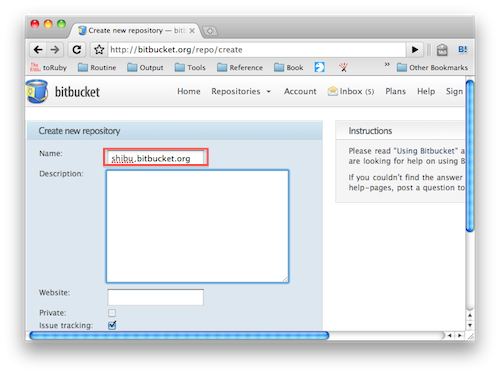 Create new repository — bitb
http://bitbucket.org/repo/create
toRuby Routine Output Tools Reference Book » Other Bookmarks
bitbucket Home Repositories Account Inbox (5) Plans Help Sign
Create new repository
Name: shibu.bitbucket.org
Description:
Website:
Private:
Issue tracking:
Instructions
Please read "Using Bitbucket" a
are looking for help on using B
If you couldn't find the answer
help-pages, post a question to